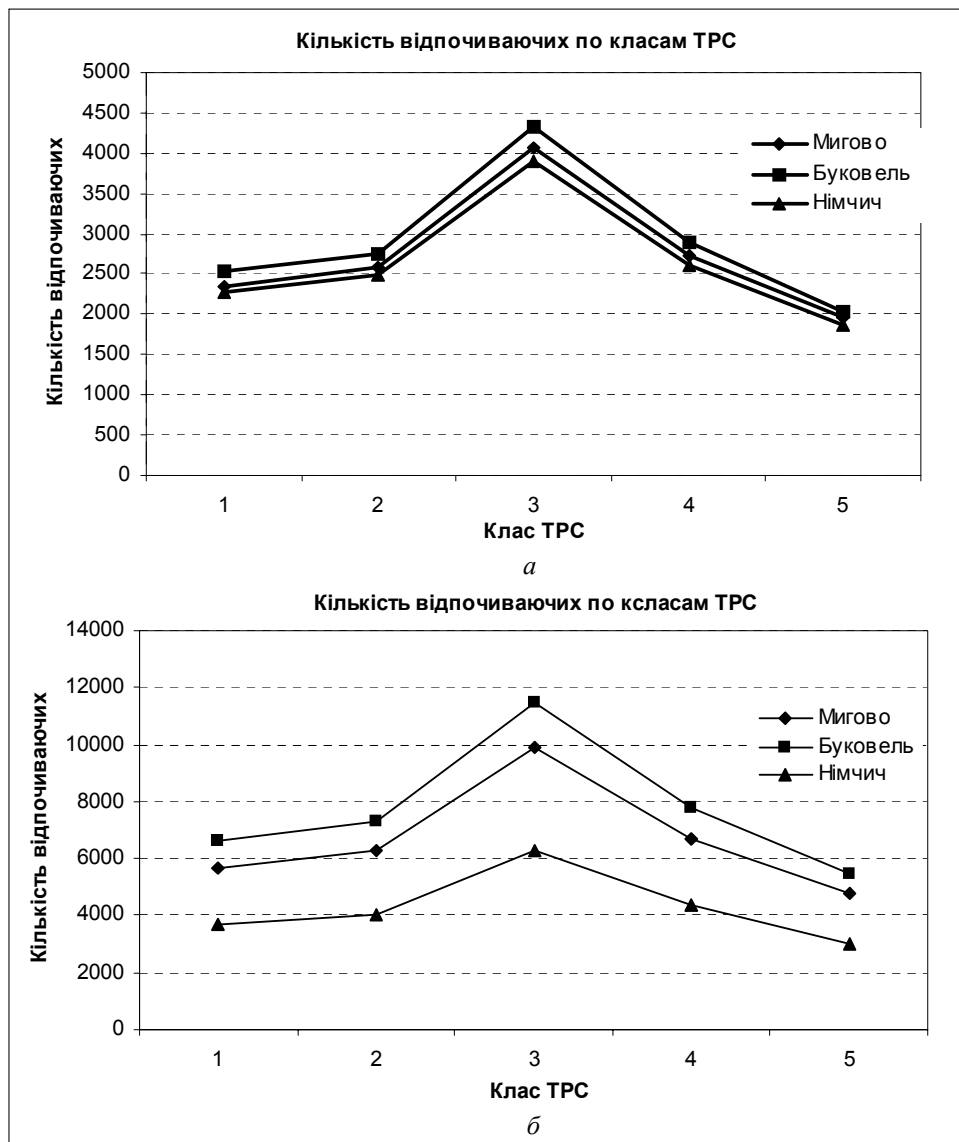 Кількість відпочиваючих по класам ТРС
5000
4500
4000
3500
3000
2500
2000
1500
1000
500
0
Кількість відпочиваючих
Мигово
Буковель
Німчич
1 2 3 4 5
Клас ТРС
а
Кількість відпочиваючих по ксласам ТРС
14000
12000
10000
8000
6000
4000
2000
0
Кількість відпочиваючих
Мигово
Буковель
Німчич
1 2 3 4 5
Клас ТРС
б